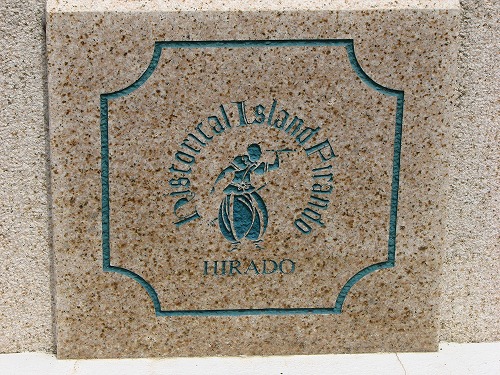 Historical Island Firando
HIRADO